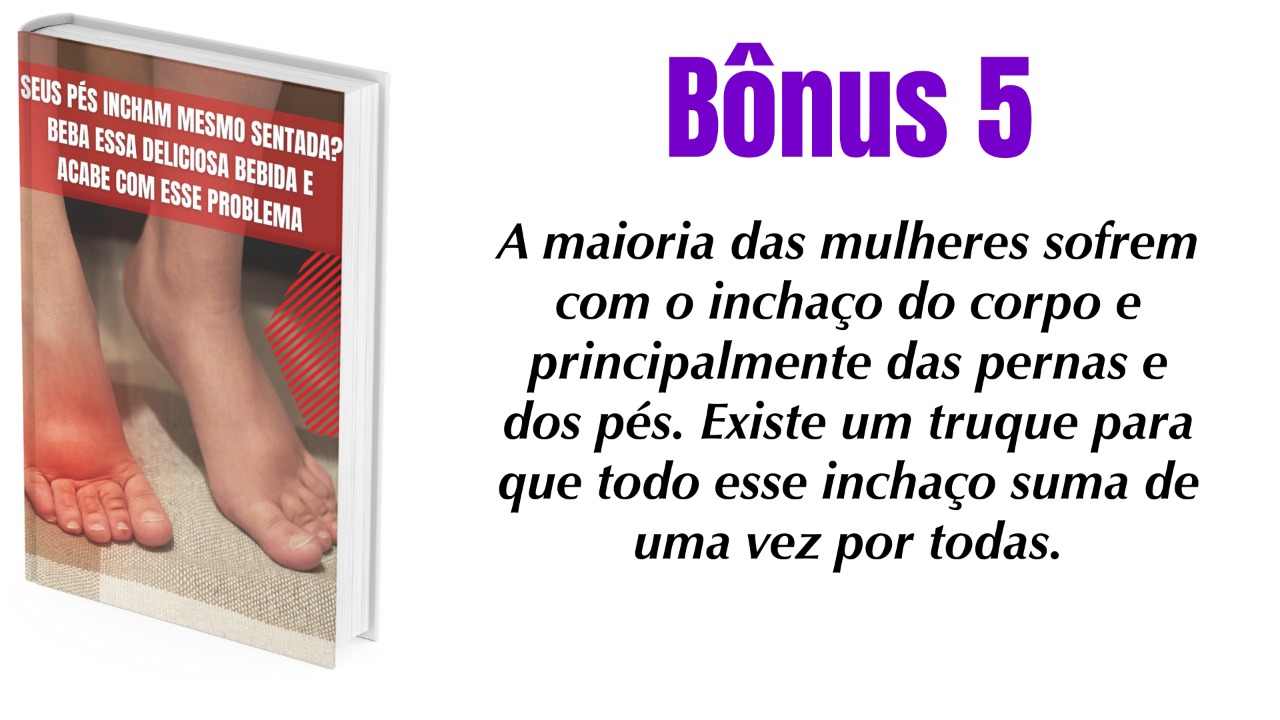 SEUS PÉS INCHAM MESMO SENTADA?
BEBA ESSA DELICIOSA BEBIDA E
ACABE COM ESSE PROBLEMA
Bônus 5
A maioria das mulheres sofrem
com o inchaço do corpo e
principalmente das pernas e
dos pés. Existe um truque para
que todo esse inchaço suma de
uma vez por todas.